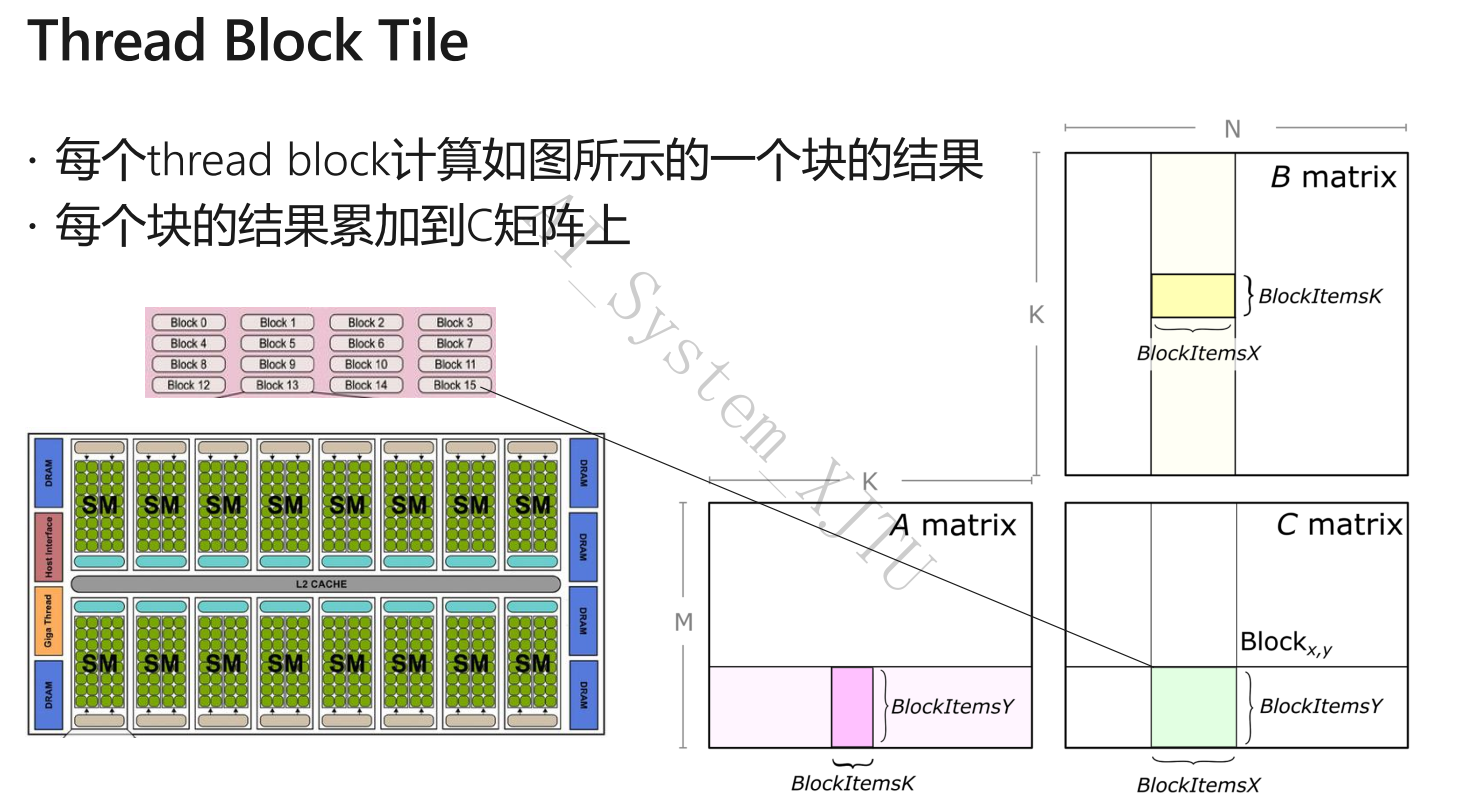 Thread Block Tile
· 每个thread block计算如图所示的一个块的结果
· 每个块的结果累加到C矩阵上
AI_System_XJTU
Block 0 Block 1 Block 2 Block 3
Block 4 Block 5 Block 6 Block 7
Block 8 Block 9 Block 10 Block 11
Block 12 Block 13 Block 14 Block 15
DRAM
Host Interface
Giga Thread
DRAM
SM SM SM SM SM SM SM SM
L2 CACHE
SM SM SM SM SM SM SM SM
DRAM
DRAM
DRAM
DRAM
N
K
B matrix
BlockItemsK
BlockItemsX
K
M
A matrix
BlockItemsY
BlockItemsK
C matrix
Blockx,y
BlockItemsY
BlockItemsX